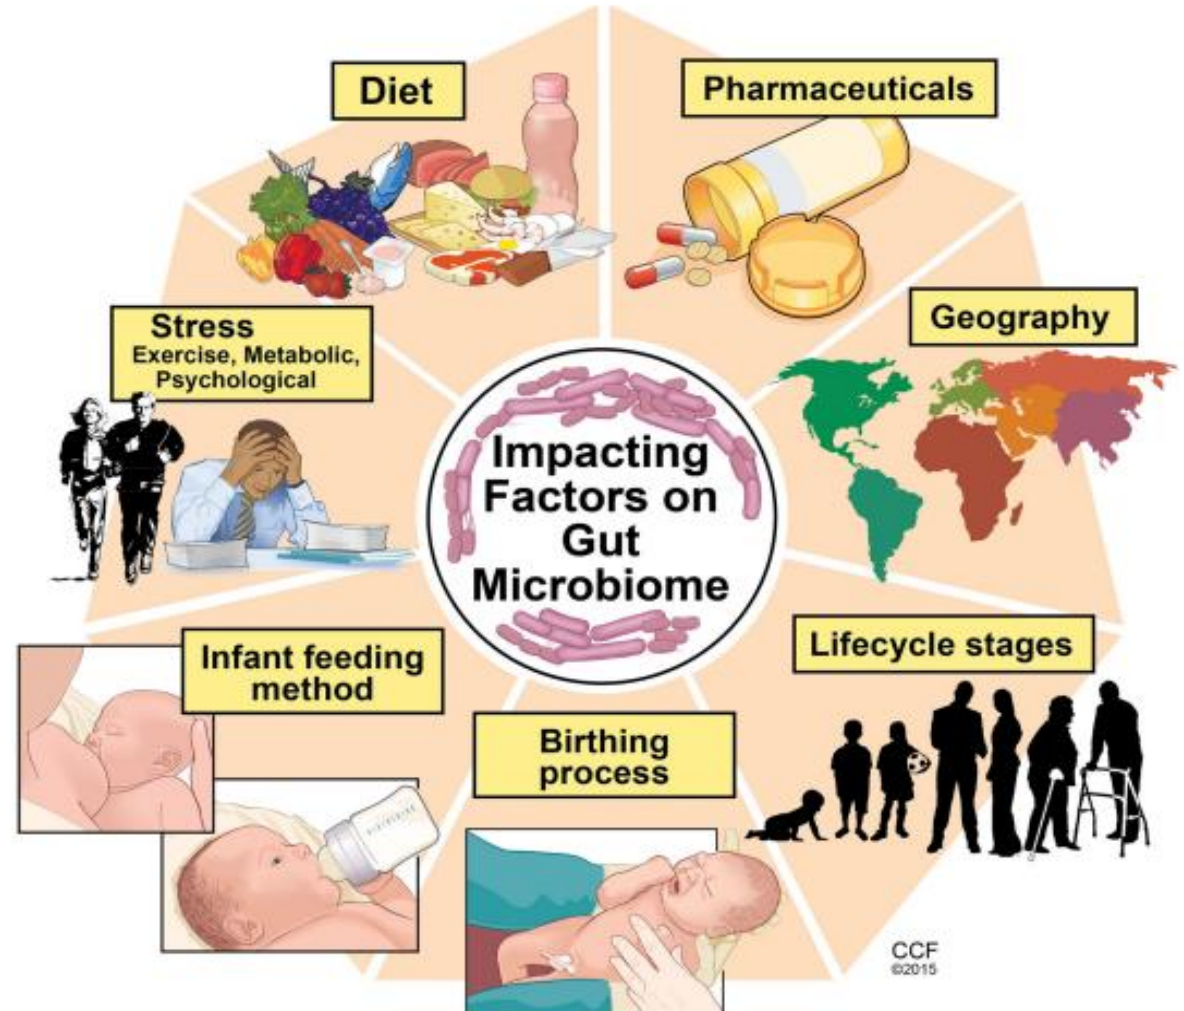 Diet
Pharmaceuticals
Stress
Exercise, Metabolic,
Psychological
Geography
Impacting
Factors on
Gut
Microbiome
Infant feeding
method
Lifecycle stages
Birthing
process
CCF
©2015